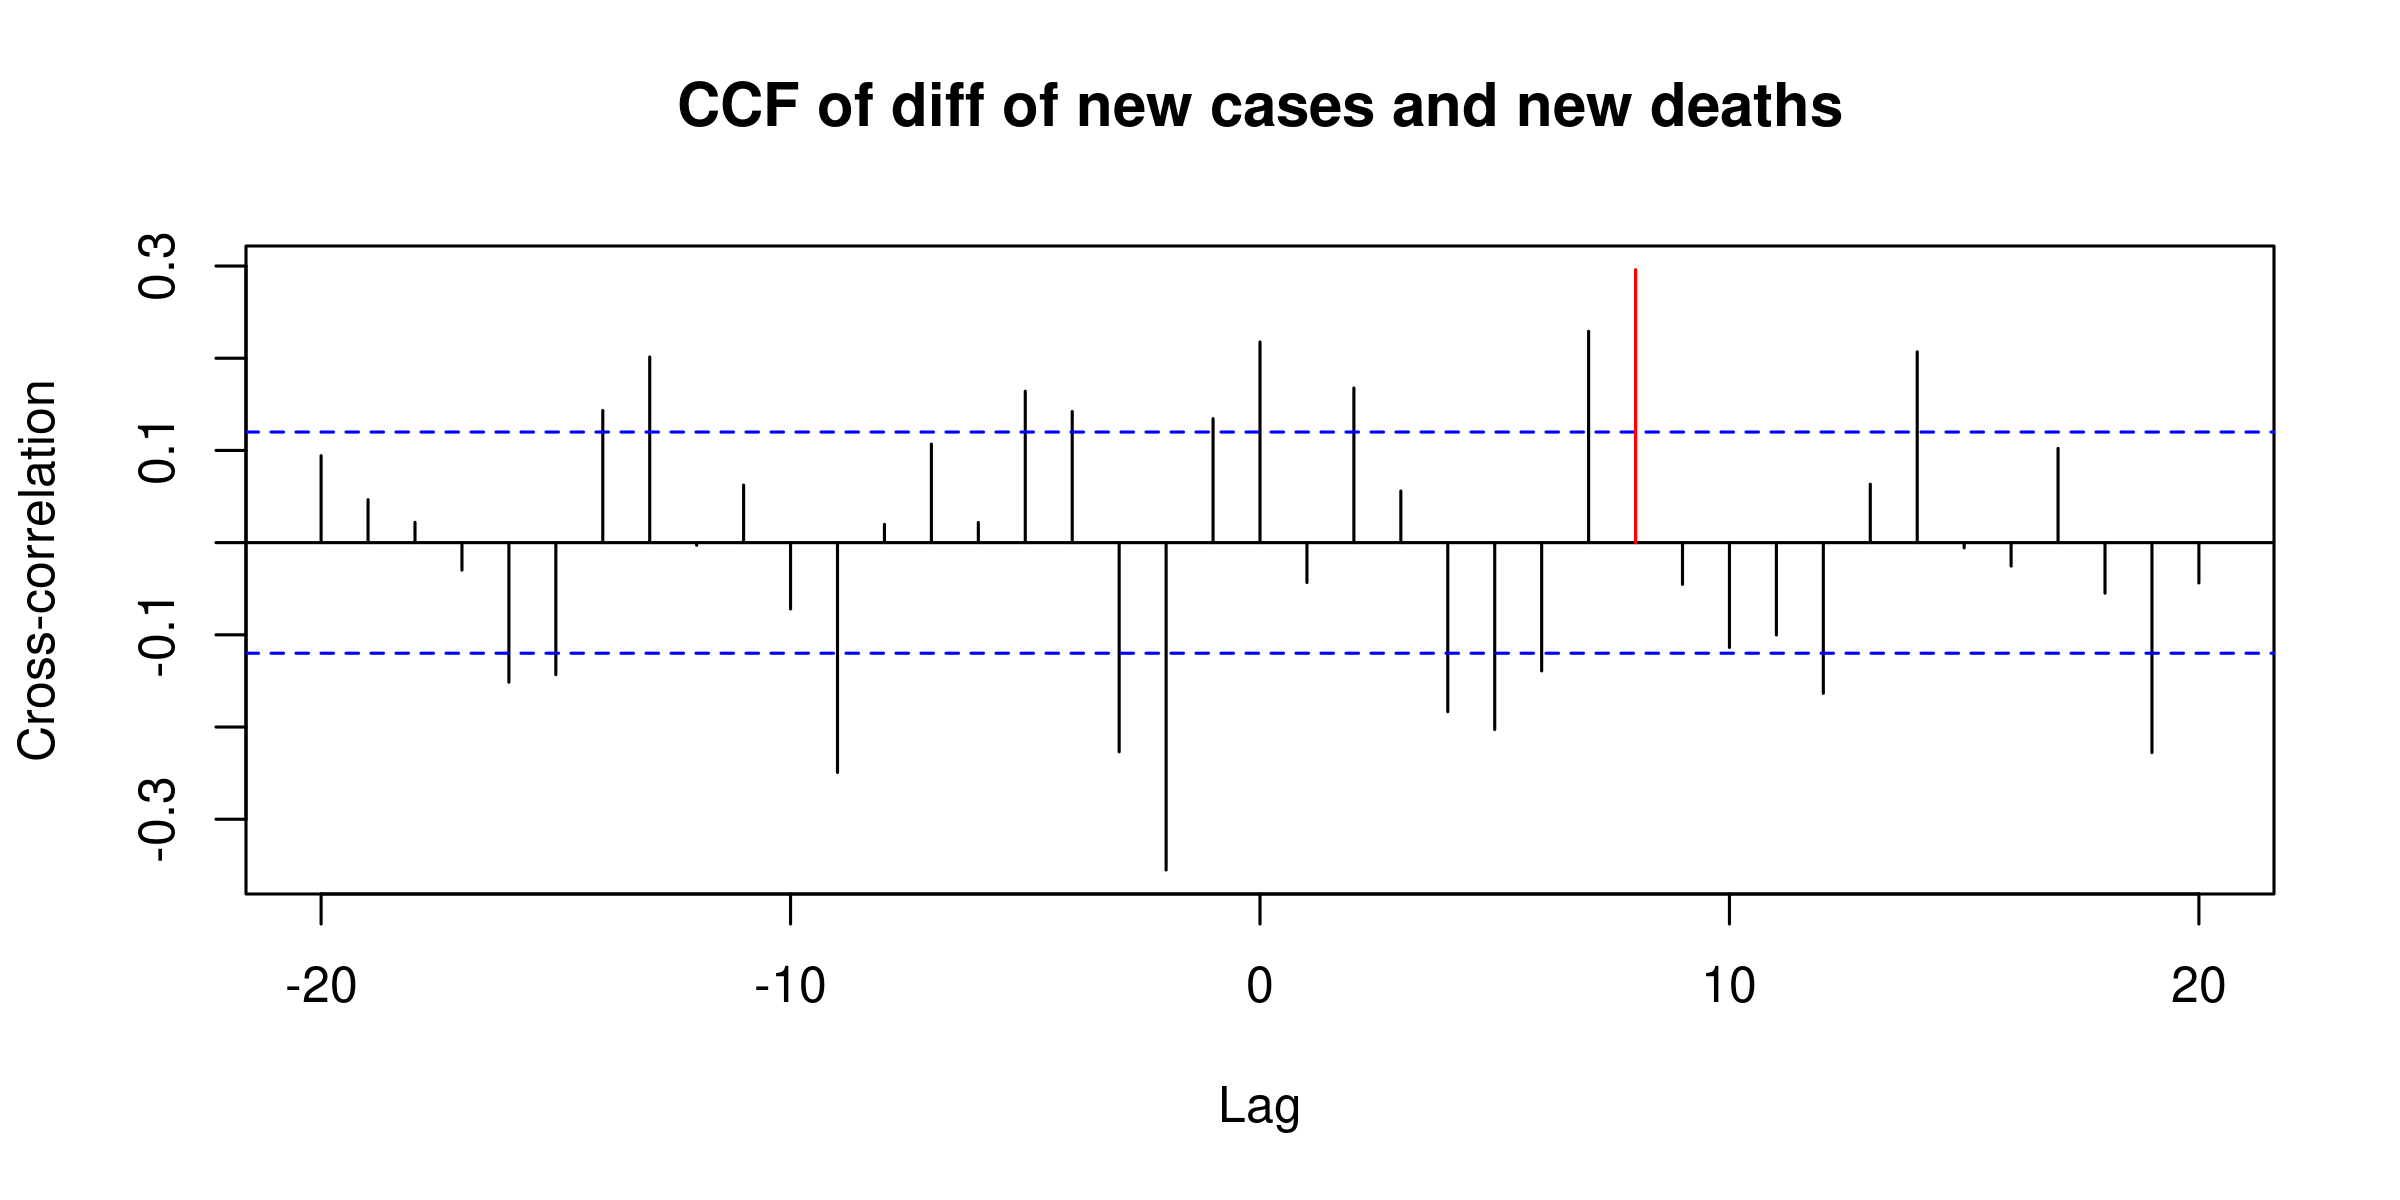 CCF of diff of new cases and new deaths
Cross-correlation
0.3
0.1
-0.1
-0.3
-20 -10 0 10 20
Lag